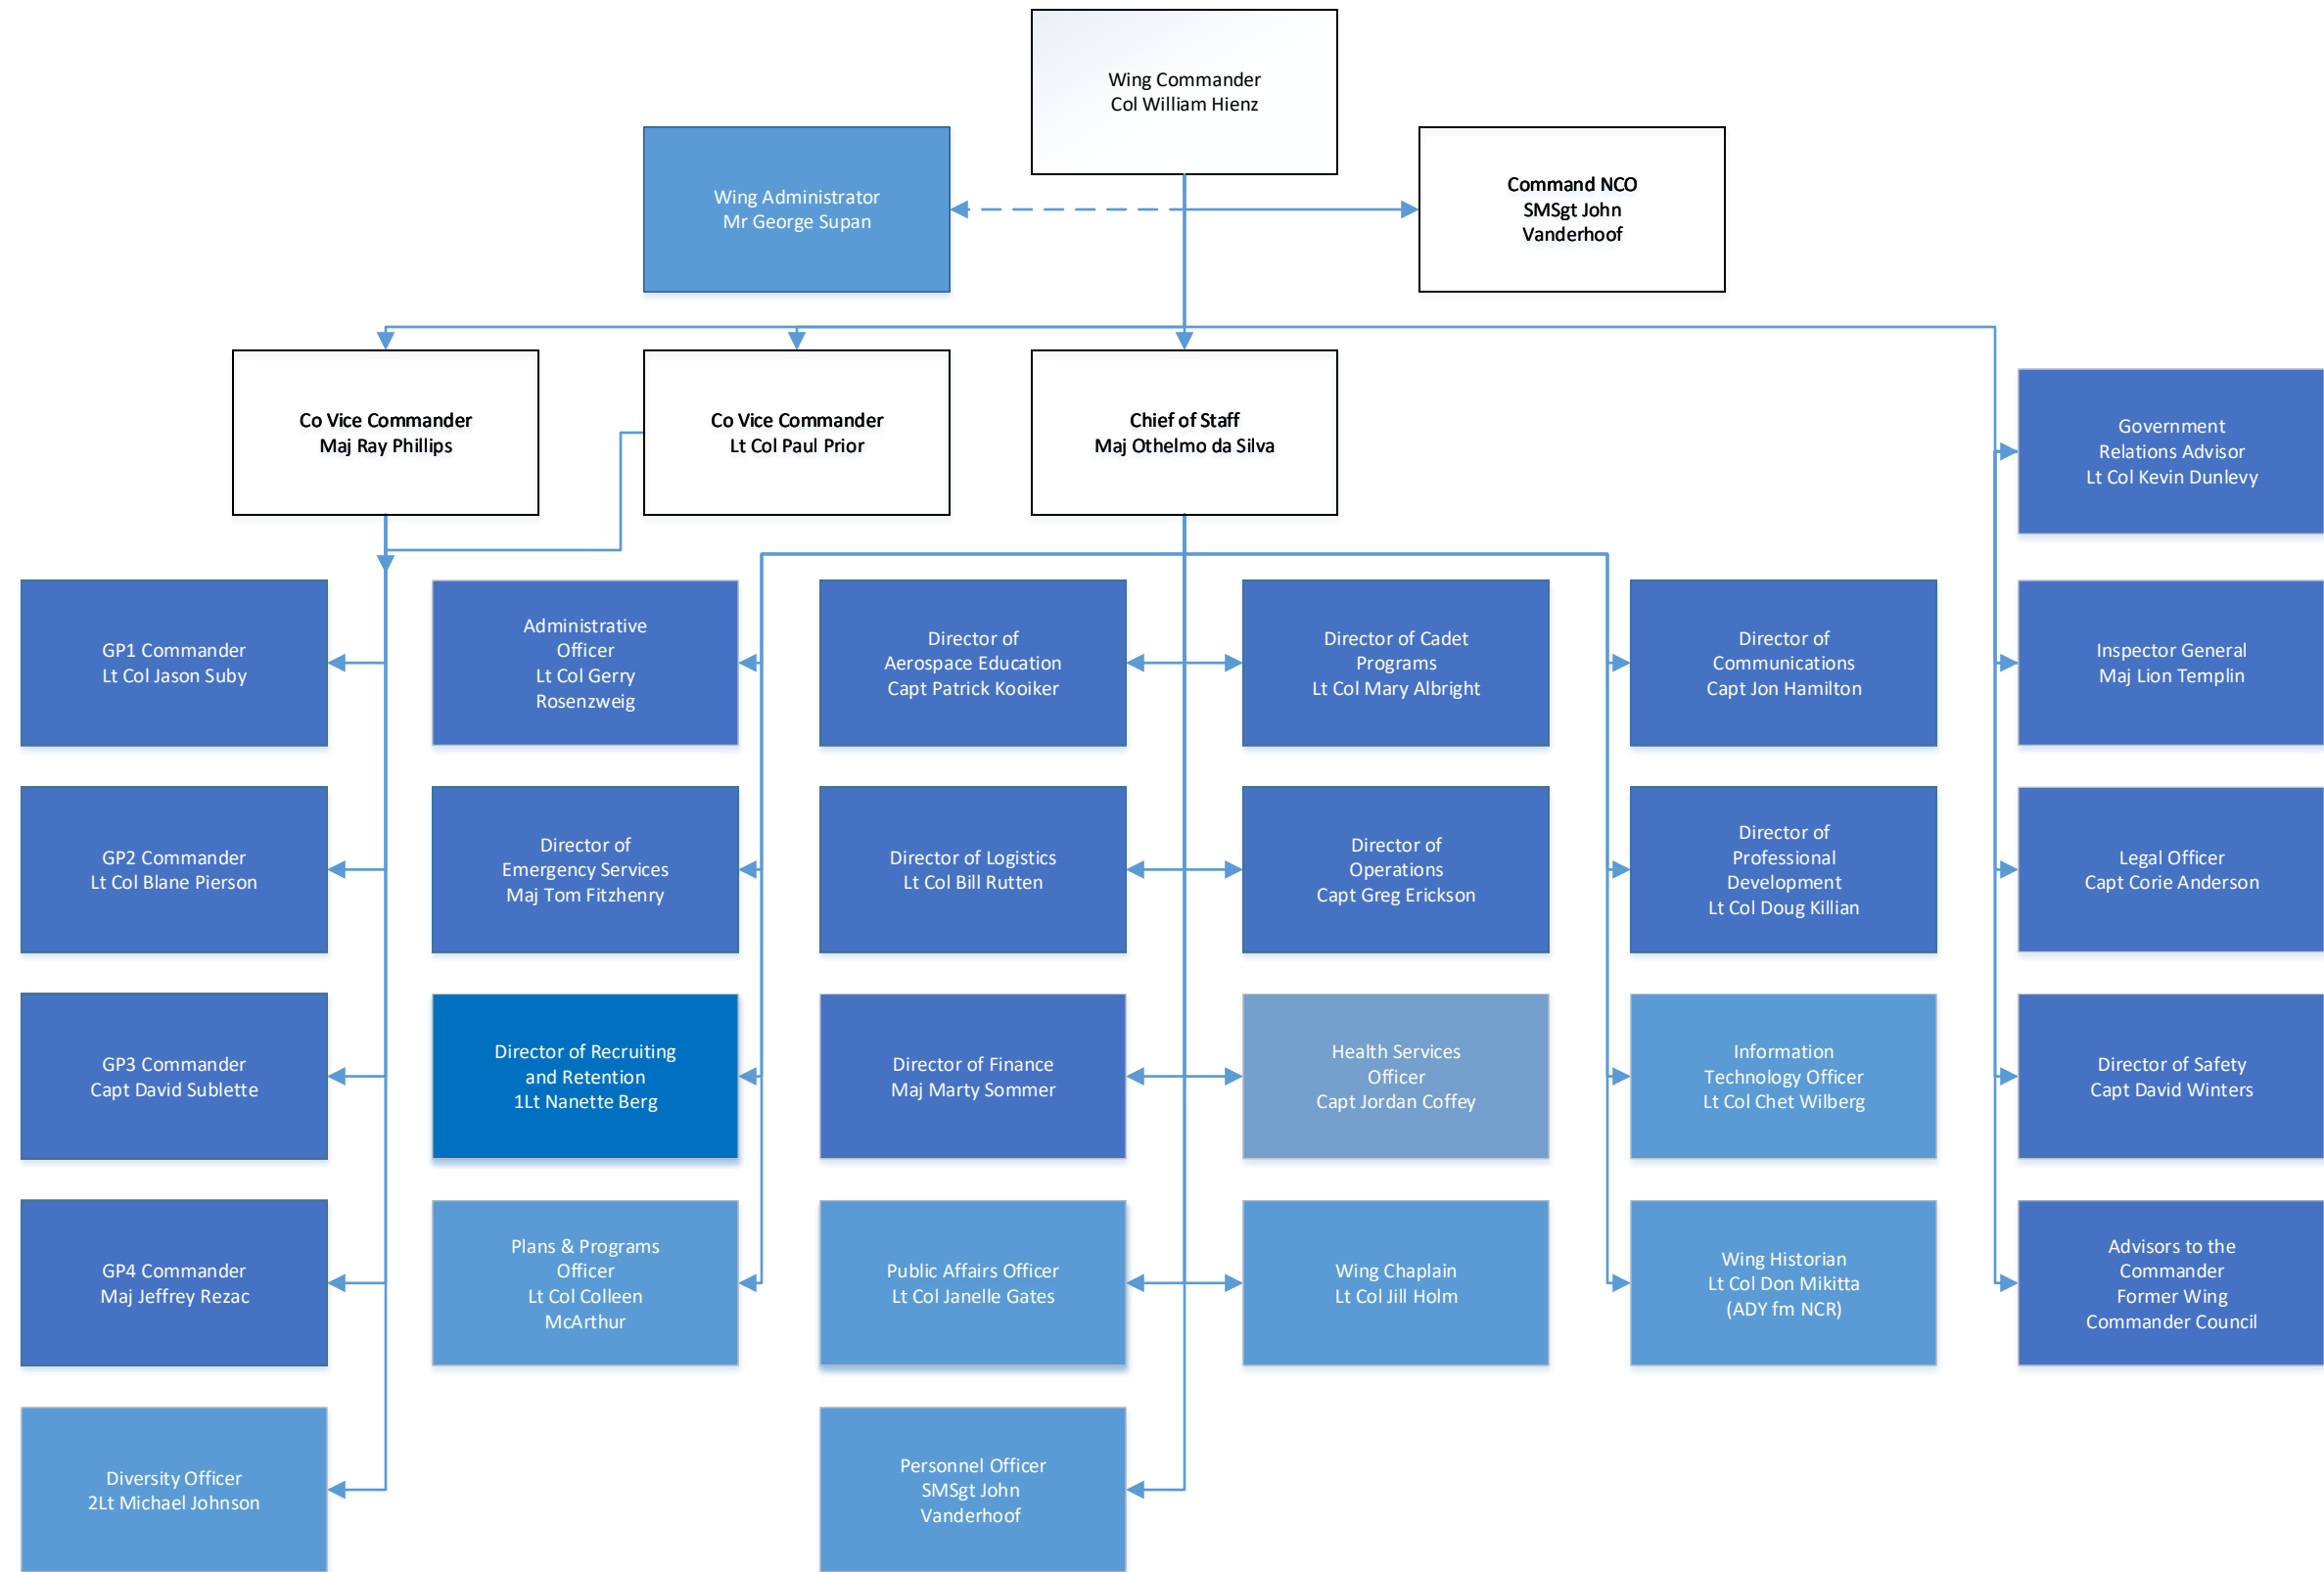 Wing Commander
Col William Hienz
Wing Administrator
Mr George Supan
Command NCO
SMSgt John
Vanderhoof
Co Vice Commander
Maj Ray Phillips
Co Vice Commander
Lt Col Paul Prior
Chief of Staff
Maj Othelmo da Silva
Government
Relations Advisor
Lt Col Kevin Dunlevy
GP1 Commander
Lt Col Jason Suby
Administrative
Officer
Lt Col Gerry
Rosenzweig
Director of
Aerospace Education
Capt Patrick Kooiker
Director of Cadet
Programs
Lt Col Mary Albright
Director of
Communications
Capt Jon Hamilton
Inspector General
Maj Lion Templin
GP2 Commander
Lt Col Blane Pierson
Director of
Emergency Services
Maj Tom Fitzhenry
Director of Logistics
Lt Col Bill Rutten
Director of
Operations
Capt Greg Erickson
Director of
Professional
Development
Lt Col Doug Killian
Legal Officer
Capt Corie Anderson
GP3 Commander
Capt David Sublette
Director of Recruiting
and Retention
1Lt Nanette Berg
Director of Finance
Maj Marty Sommer
Health Services
Officer
Capt Jordan Coffey
Information
Technology Officer
Lt Col Chet Wilberg
Director of Safety
Capt David Winters
GP4 Commander
Maj Jeffrey Rezac
Plans & Programs
Officer
Lt Col Colleen
McArthur
Public Affairs Officer
Lt Col Janelle Gates
Wing Chaplain
Lt Col Jill Holm
Wing Historian
Lt Col Don Mikitta
(ADY fm NCR)
Advisors to the
Commander
Former Wing
Commander Council
Diversity Officer
2Lt Michael Johnson
Personnel Officer
SMSgt John
Vanderhoof